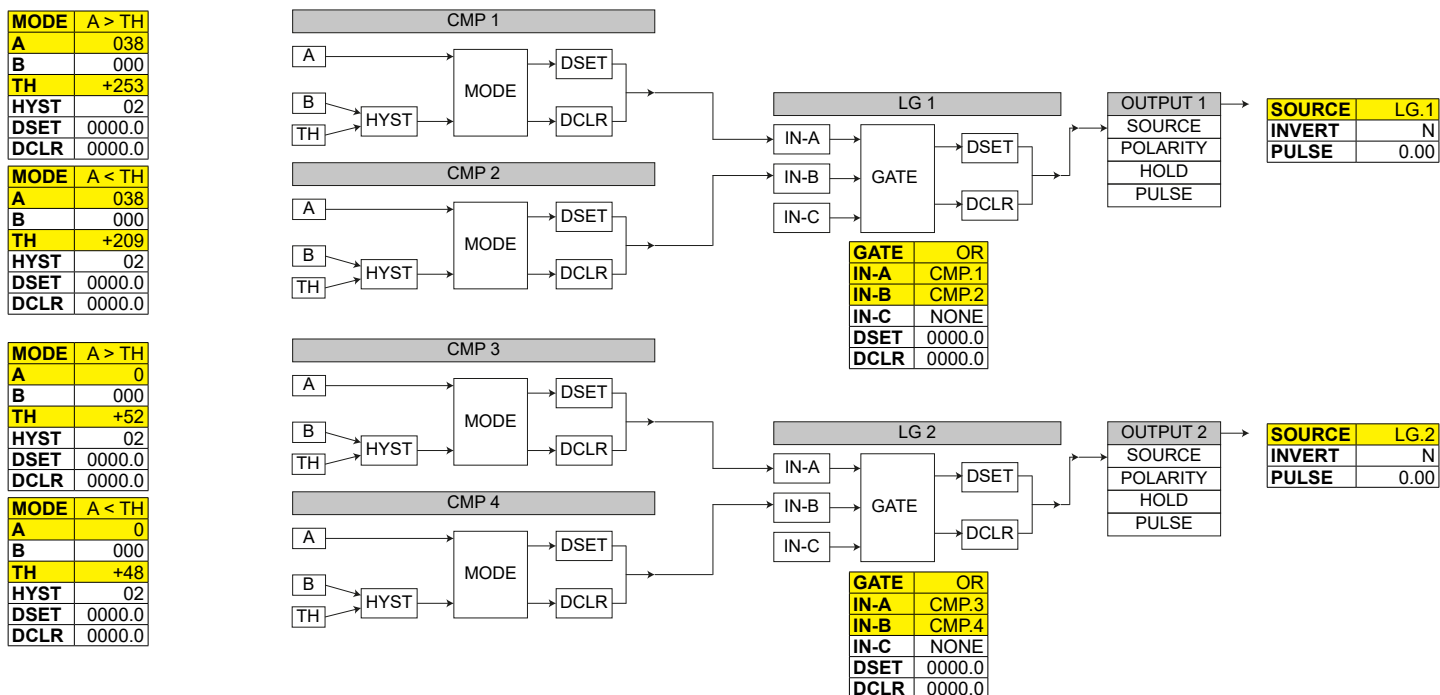 MODE A > TH
A 038
B 000
TH +253
HYST 02
DSET 0000.0
DCLR 0000.0
MODE A < TH
A 038
B 000
TH +209
HYST 02
DSET 0000.0
DCLR 0000.0
MODE A > TH
A 0
B 000
TH +52
HYST 02
DSET 0000.0
DCLR 0000.0
MODE A < TH
A 0
B 000
TH +48
HYST 02
DSET 0000.0
DCLR 0000.0
CMP 1
A
B
TH
HYST
MODE
DSET
DCLR
CMP 2
A
B
TH
HYST
MODE
DSET
DCLR
LG 1
IN-A
IN-B
IN-C
GATE
DSET
DCLR
GATE OR
IN-A CMP.1
IN-B CMP.2
IN-C NONE
DSET 0000.0
DCLR 0000.0
OUTPUT 1
SOURCE
POLARITY
HOLD
PULSE
SOURCE LG.1
INVERT N
PULSE 0.00
CMP 3
A
B
TH
HYST
MODE
DSET
DCLR
CMP 4
A
B
TH
HYST
MODE
DSET
DCLR
LG 2
IN-A
IN-B
IN-C
GATE
DSET
DCLR
GATE OR
IN-A CMP.3
IN-B CMP.4
IN-C NONE
DSET 0000.0
DCLR 0000.0
OUTPUT 2
SOURCE
POLARITY
HOLD
PULSE
SOURCE LG.2
INVERT N
PULSE 0.00